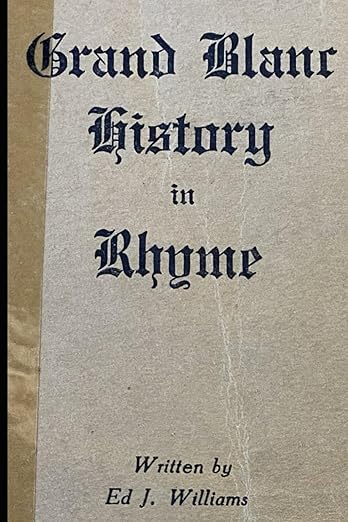 Grand Blanc
History
in
Rhyme
Written by
Ed J. Williams